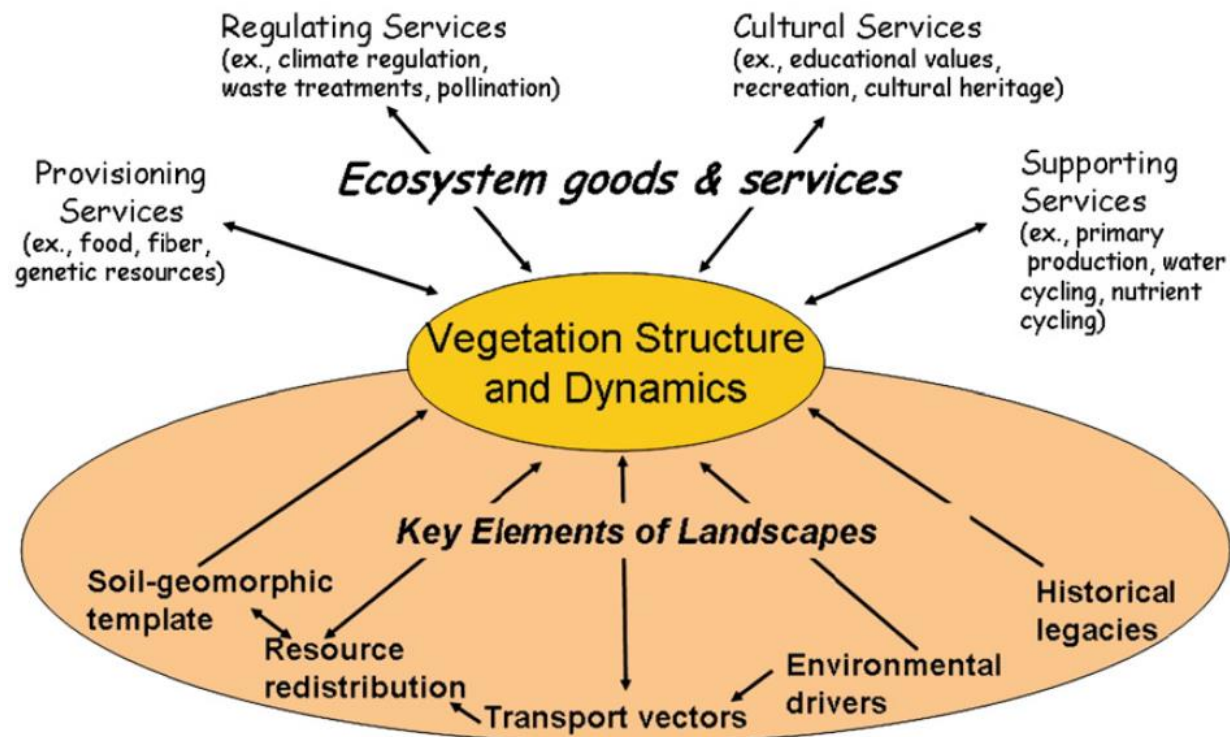 Regulating Services
(ex., climate regulation,
waste treatments, pollination)
Cultural Services
(ex., educational values,
recreation, cultural heritage)
Provisioning
Services
(ex., food, fiber,
genetic resources)
Ecosystem goods & services
Supporting
Services
(ex., primary
production, water
cycling, nutrient
cycling)
Vegetation Structure
and Dynamics
Key Elements of Landscapes
Soil-geomorphic
template
Resource
redistribution
Transport vectors
Environmental
drivers
Historical
legacies